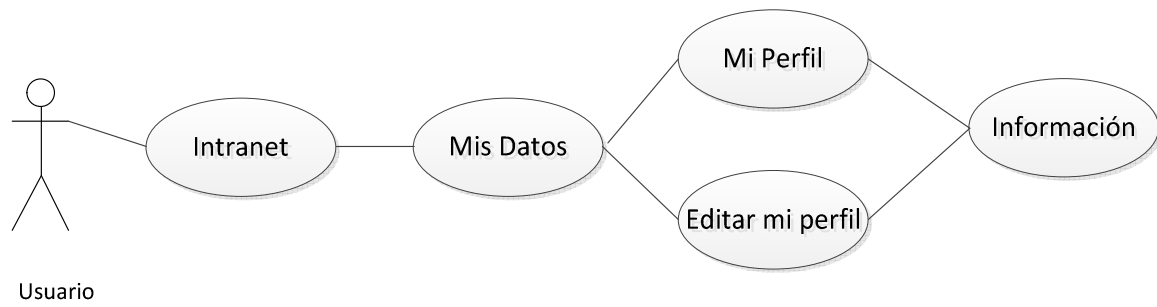 Mi Perfil
Intranet
Mis Datos
Información
Editar mi perfil
Usuario